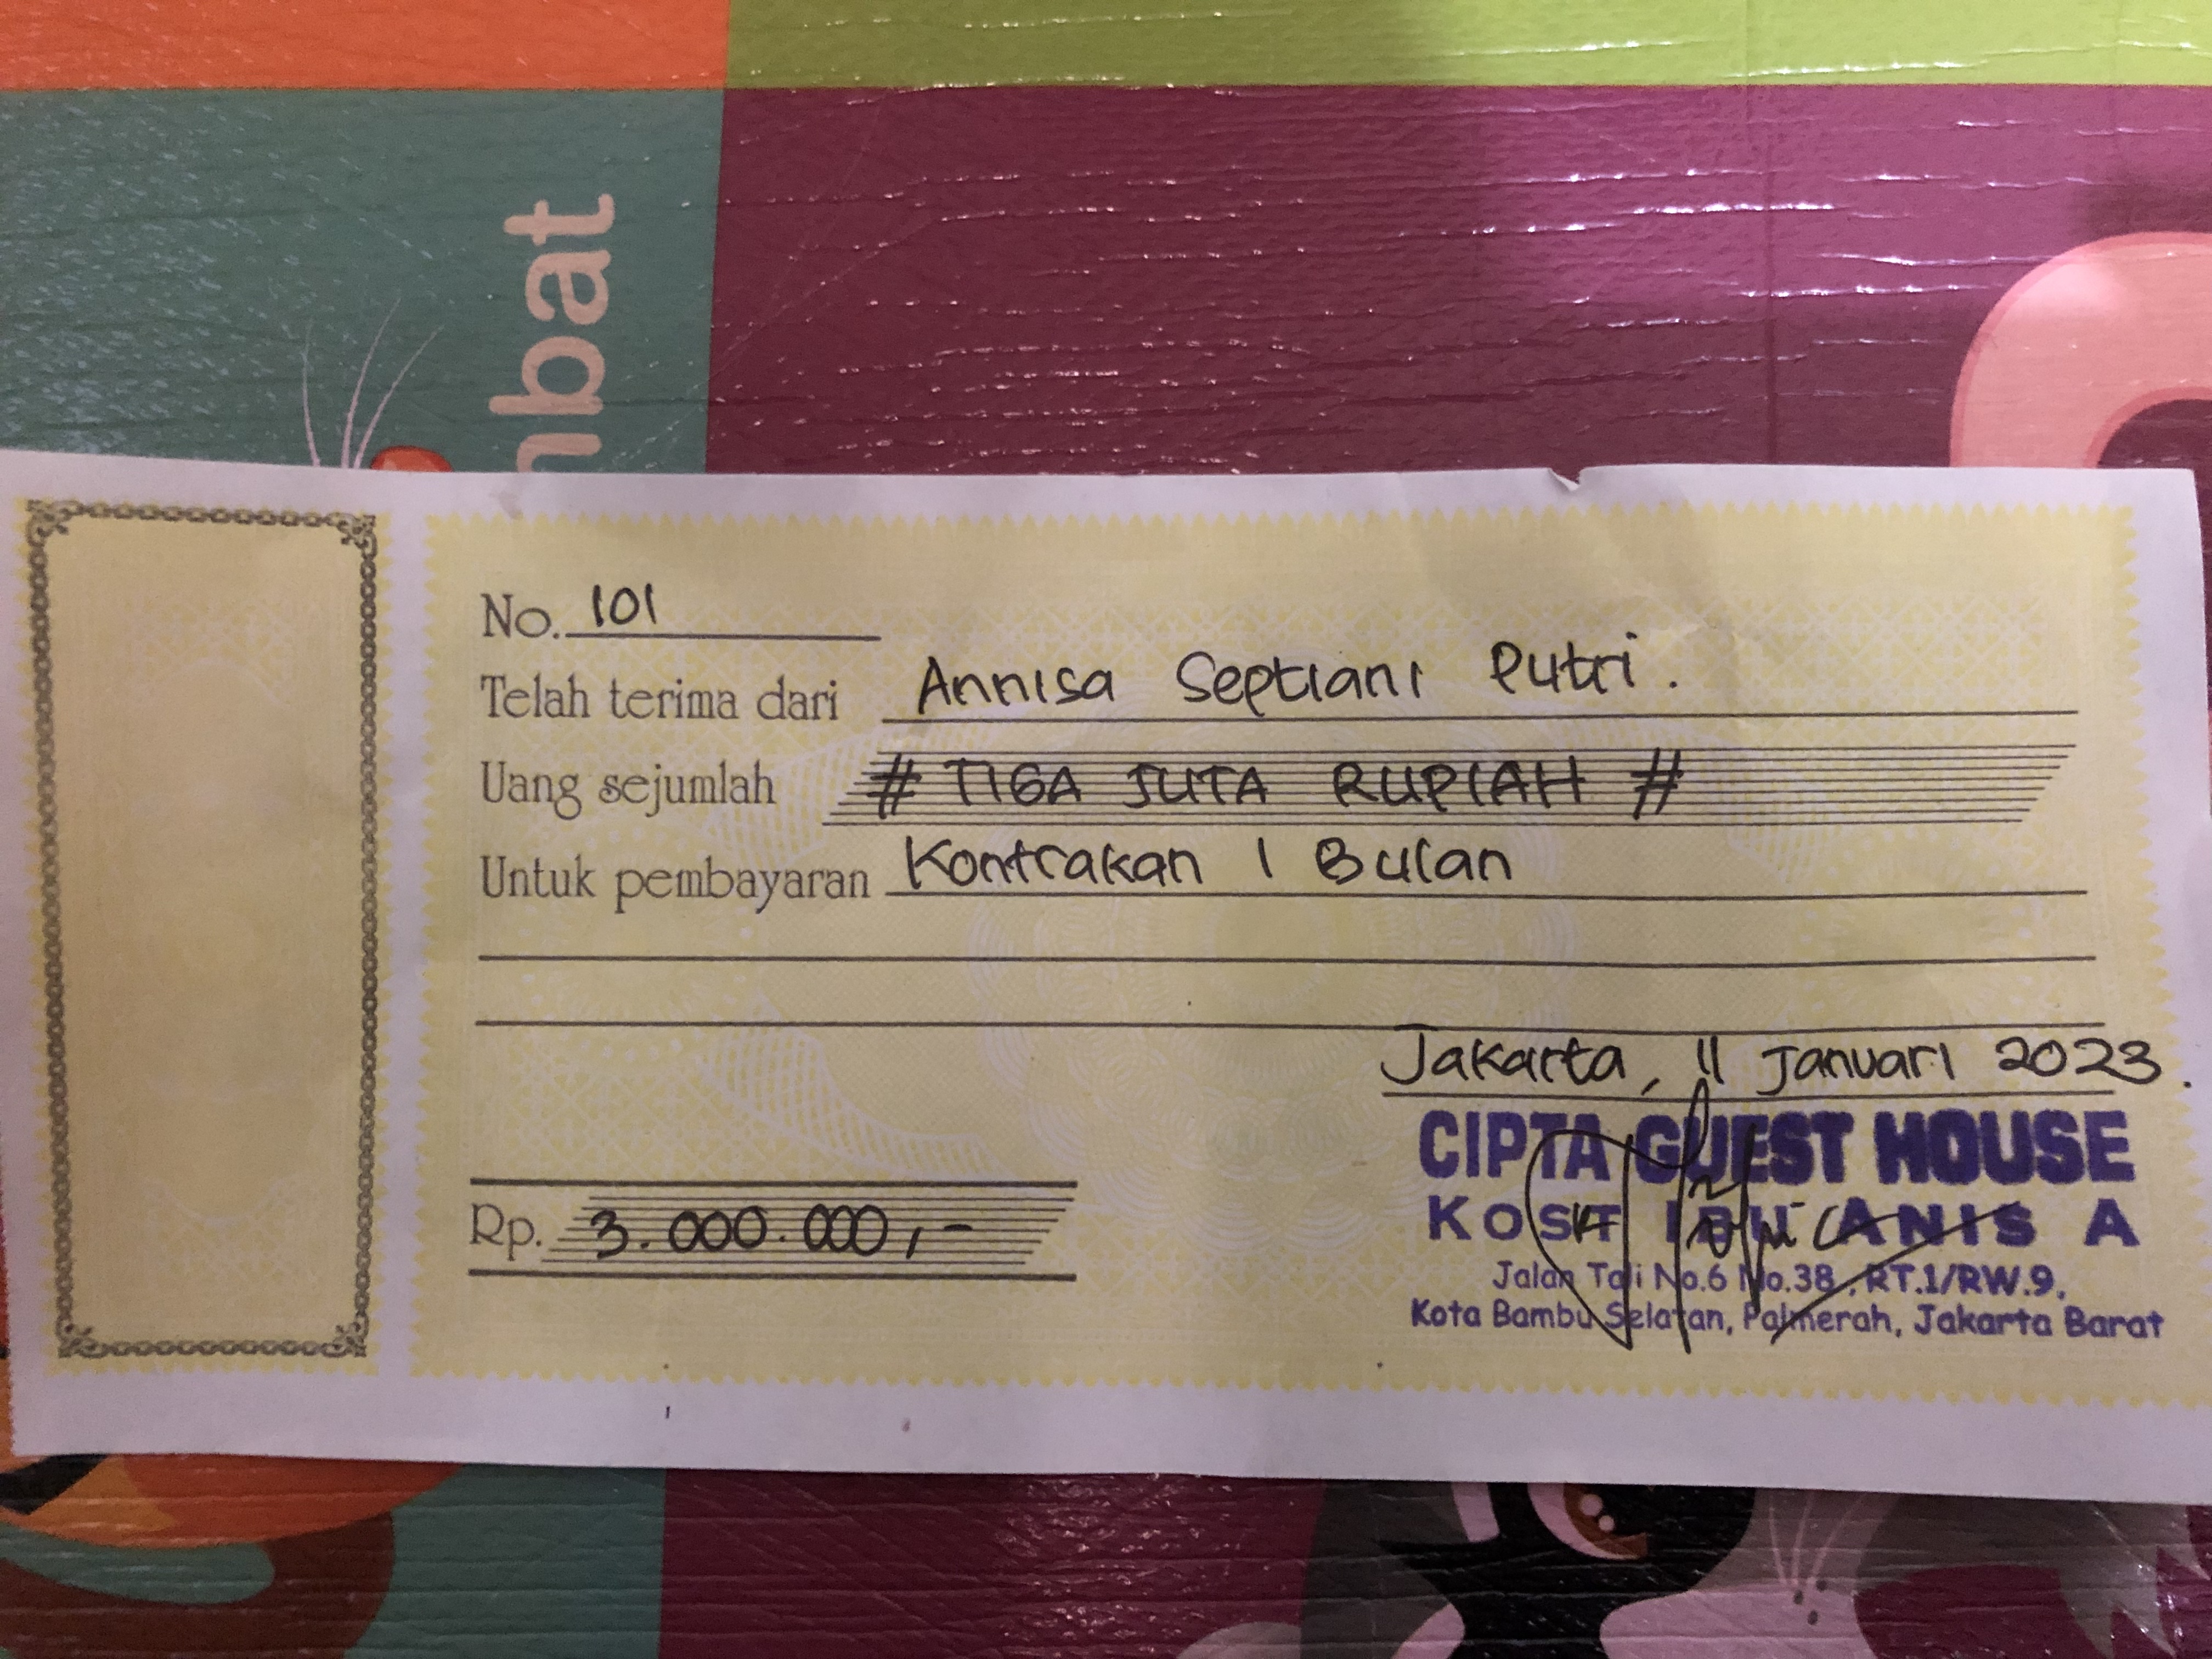 nbat
No. 101
Telah terima dari Annisa Septiani Putri.
Uang sejumlah # TIGA JUTA RUPIAH #
Untuk pembayaran Kontrakan 1 Bulan
Jakarta, 11 Januari 2023.
CIPTA GUEST HOUSE
KOST IBU ANIS A
Jalan Tali No.6 No.38, RT.1/RW.9,
Kota Bambu Selatan, Palmerah, Jakarta Barat
Rp. 3.000.000,-